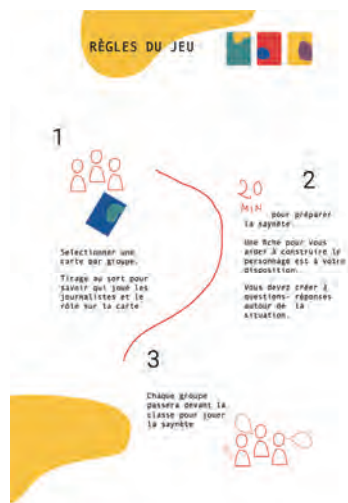 RÈGLES DU JEU
1
Selectionner une
carte par groupe.
Tirage au sort pour
savoir qui joue les
journalistes et le
rôle sur la carte
20
MIN
2
pour préparer
la saynète.
Une fiche pour vous
aider à construire le
personnage est à votre
disposition.
Vous devez créer
questions- réponses
autour de la
situation.
3
Chaque groupe
passera devant la
classe pour jouer
la saynète